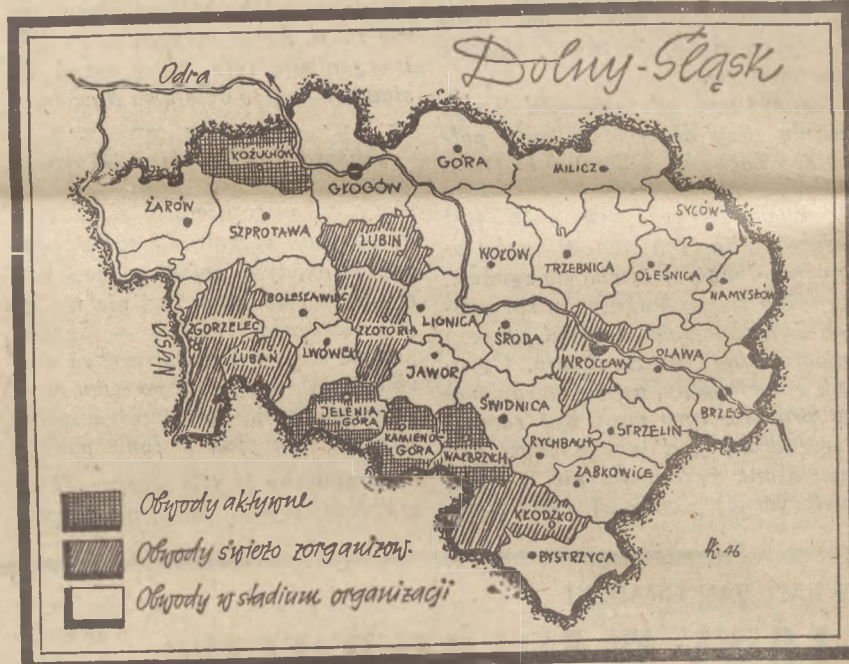 Dolny-Śląsk
Odra
KOŻUCHÓW
GŁOGÓW
GÓRA
MILICZ
ŻARÓW
SZPROTAWA
LUBIN
WOŁÓW
TRZEBNICA
SYCÓW
OLEŚNICA
NAMYSŁÓW
BOLESŁAWIEC
ZŁOTORIA
LIGNICA
ŚRODA
WROCŁAW
OŁAWA
ZGORZELEC
Nysa
LUBAŃ
LWÓWEK
JAWOR
BRZEG
JELENIA-
GÓRA
KAMIENO-
GÓRA
WAŁBRZYCH
ŚWIDNICA
RYCHBACH
STRZELIN
ZĄBKOWICE
KŁODZKO
BYSTRZYCA
Obwody aktywne
Obwody świeżo zorganizow.
Obwody w stadium organizacji